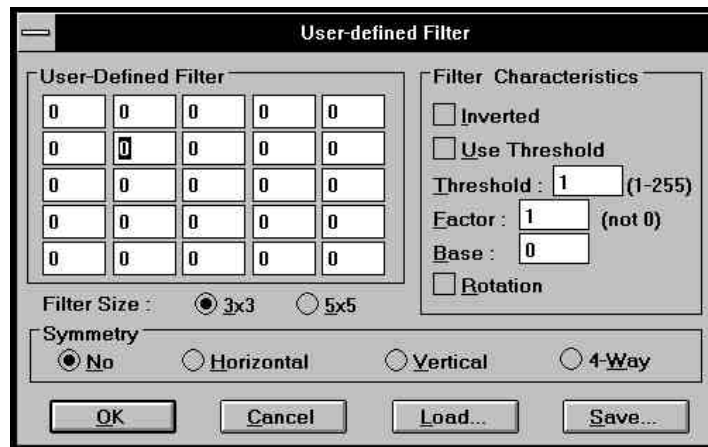 User-defined Filter
User-Defined Filter
0 0 0 0 0
0 0 0 0 0
0 0 0 0 0
0 0 0 0 0
0 0 0 0 0
Filter Size : 3x3 5x5
Filter Characteristics
Inverted
Use Threshold
Threshold : 1 (1-255)
Factor : 1 (not 0)
Base : 0
Rotation
Symmetry
No Horizontal Vertical 4-Way
OK Cancel Load... Save...